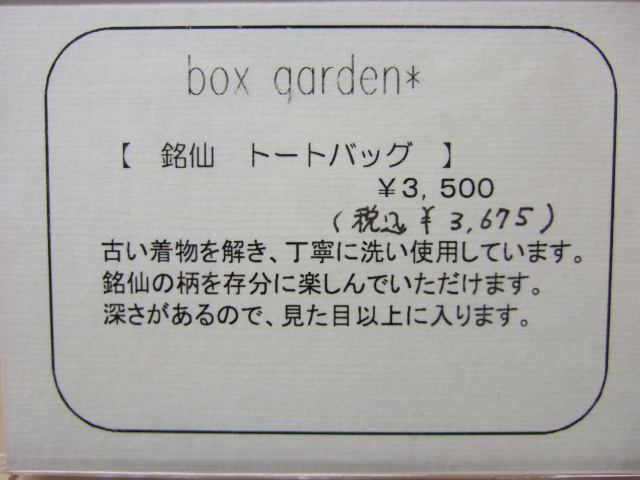 box garden*
【 銘仙 トートバッグ 】
￥3,500
(税込￥3,675)
古い着物を解き、丁寧に洗い使用しています。
銘仙の柄を存分に楽しんでいただけます。
深さがあるので、見た目以上に入ります。